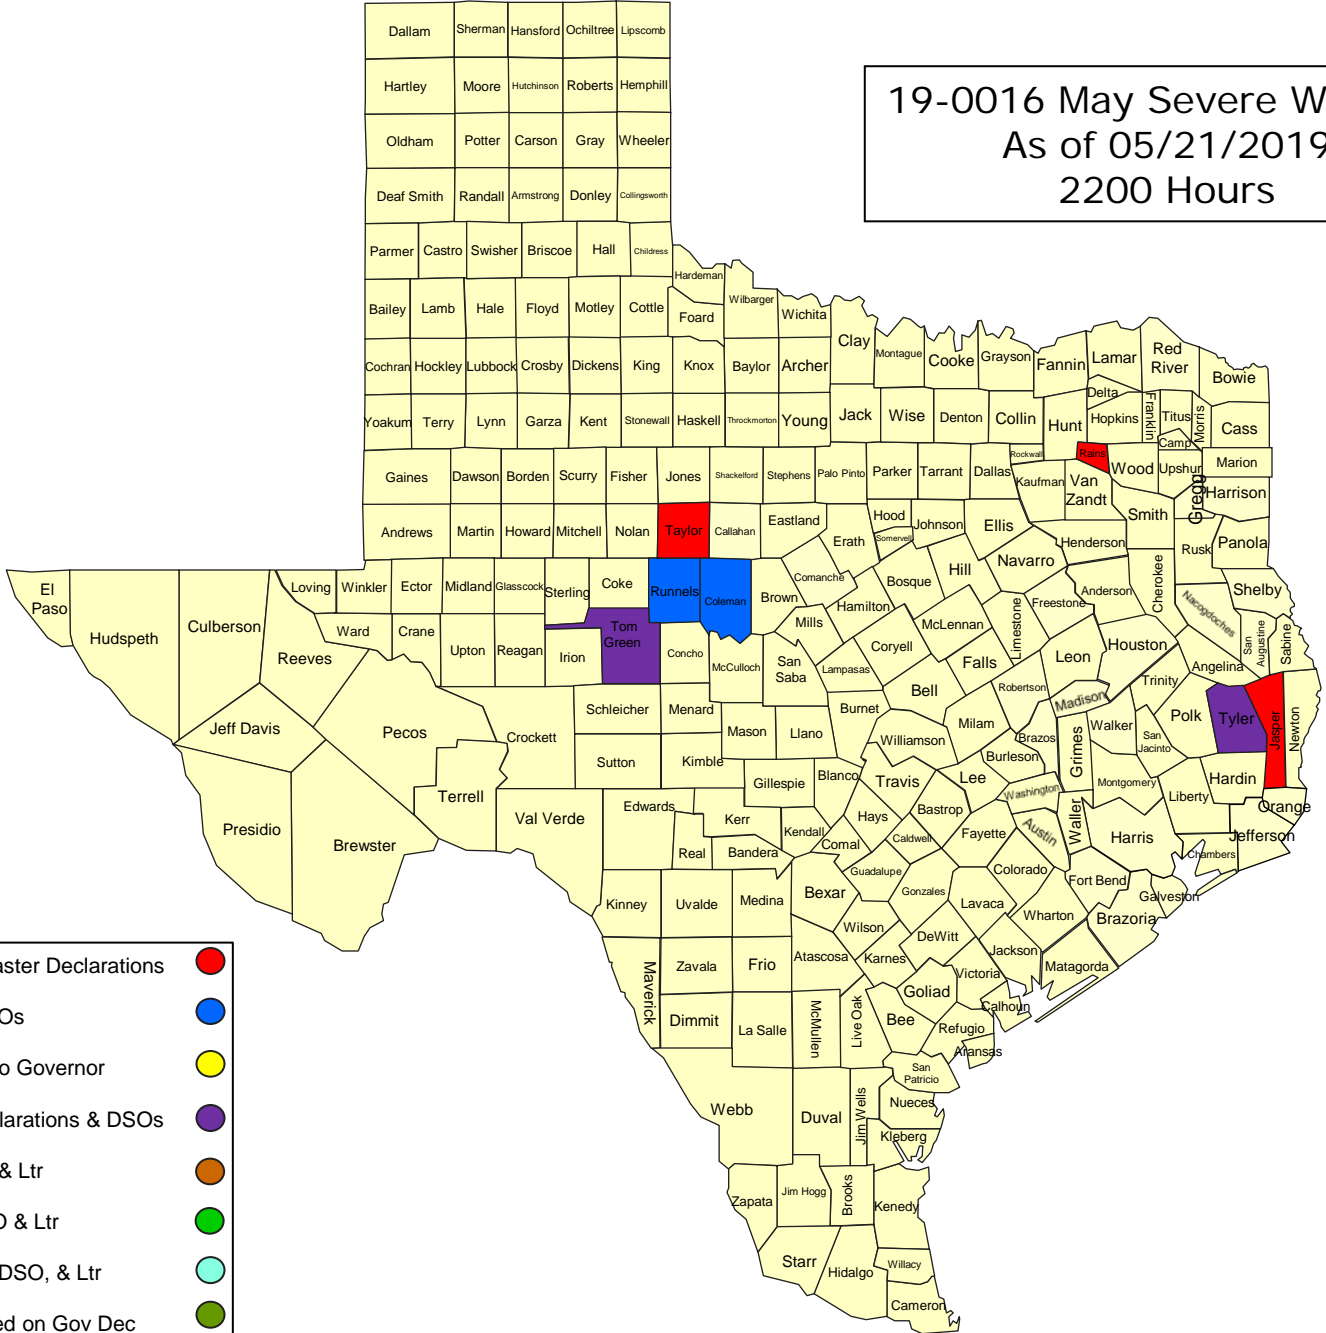 Dallam Sherman Hansford Ochiltree Lipscomb
19-0016 May Severe W
As of 05/21/2019
2200 Hours
Hartley Moore Hutchinson Roberts Hemphill
Oldham Potter Carson Gray Wheeler
Deaf Smith Randall Armstrong Donley Collingsworth
Parmer Castro Swisher Briscoe Hall Childress
Hardeman
Bailey Lamb Hale Floyd Motley Cottle Foard Wilbarger Wichita
Clay Montague Cooke Grayson Fannin Lamar Red River Bowie
Cochran Hockley Lubbock Crosby Dickens King Knox Baylor Archer
Delta
Yoakum Terry Lynn Garza Kent Stonewall Haskell Throckmorton Young Jack Wise Denton Collin Hunt Hopkins Franklin Titus Morris Cass
Camp
Gaines Dawson Borden Scurry Fisher Jones Shackelford Stephens Palo Pinto Parker Tarrant Dallas Rockwall Kaufman Rains Van Zandt Wood Upshur Marion
Gregg Harrison
Andrews Martin Howard Mitchell Nolan Taylor Callahan Eastland Erath Hood Somervell Johnson Ellis Henderson Smith Rusk Panola
El Paso Hudspeth Culberson Loving Winkler Ector Midland Glasscock Sterling Coke Runnels Coleman Brown Comanche Hamilton Bosque Hill Navarro Freestone Anderson Cherokee Nacogdoches Shelby
Reeves Ward Crane Upton Reagan Irion Tom Green Concho McCulloch San Saba Mills Lampasas Coryell McLennan Limestone Falls Leon Houston Angelina San Augustine Sabine
Jeff Davis Pecos Crockett Schleicher Menard Mason Llano Burnet Bell Milam Robertson Madison Trinity Polk Tyler Jasper Newton
Sutton Kimble Gillespie Blanco Williamson Travis Lee Burleson Brazos Grimes Walker San Jacinto
Montgomery Liberty Hardin Orange
Presidio Brewster Terrell Val Verde Edwards Kerr Kendall Hays Bastrop Washington Waller Harris Jefferson
Real Bandera Comal Caldwell Fayette Austin Chambers
Kinney Uvalde Medina Bexar Guadalupe Gonzales Lavaca Colorado Fort Bend Galveston
Wharton Brazoria
Maverick Zavala Frio Atascosa Wilson Karnes DeWitt Jackson Matagorda
Victoria
Dimmit La Salle McMullen Live Oak Bee Goliad Refugio Calhoun
Aransas
San Patricio
Webb Duval Jim Wells Nueces
Kleberg
Zapata Jim Hogg Brooks Kenedy
Starr Hidalgo Willacy
Cameron
aster Declarations
Os
o Governor
larations & DSOs
& Ltr
O & Ltr
DSO, & Ltr
ed on Gov Dec